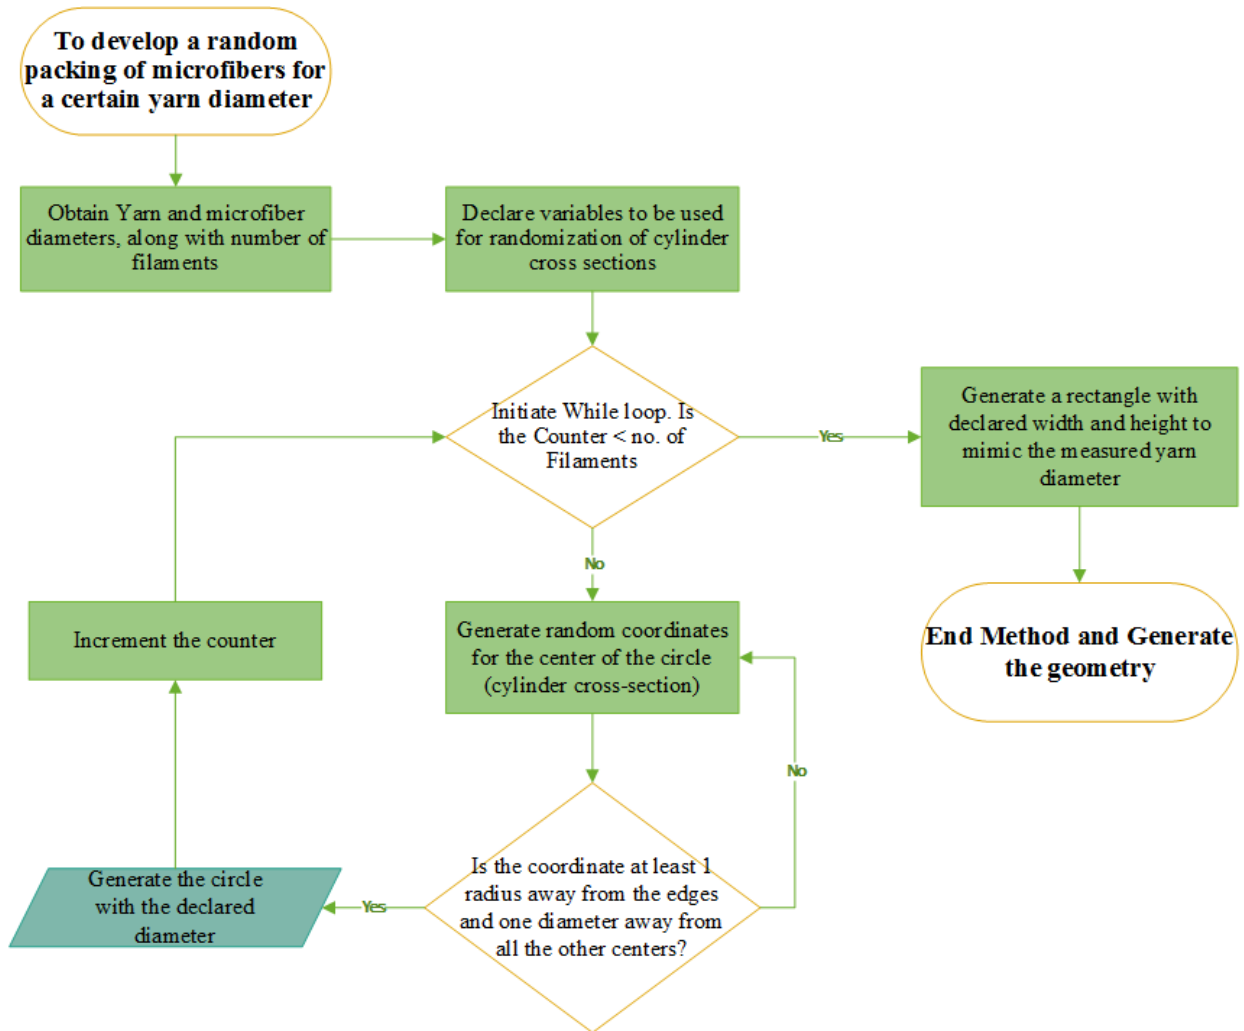 To develop a random
packing of microfibers for
a certain yarn diameter
Obtain Yarn and microfiber
diameters, along with number of
filaments
Declare variables to be used
for randomization of cylinder
cross sections
Initiate While loop. Is
the Counter < no. of
Filaments
Yes
Generate a rectangle with
declared width and height to
mimic the measured yarn
diameter
No
Increment the counter
Generate random coordinates
for the center of the circle
(cylinder cross-section)
End Method and Generate
the geometry
No
Generate the circle
with the declared
diameter
Yes
Is the coordinate at least 1
radius away from the edges
and one diameter away from
all the other centers?